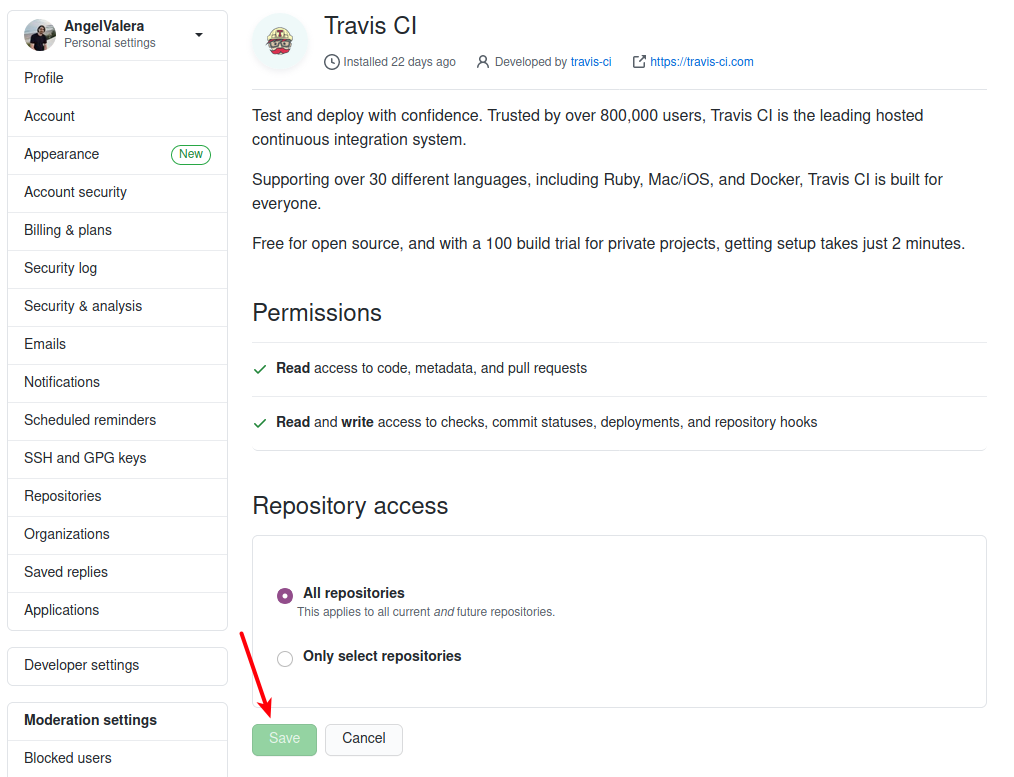 AngelValera
Personal settings
Profile
Account
Appearance New
Account security
Billing & plans
Security log
Security & analysis
Emails
Notifications
Scheduled reminders
SSH and GPG keys
Repositories
Organizations
Saved replies
Applications
Developer settings
Moderation settings
Blocked users
Travis CI
Installed 22 days ago Developed by travis-ci https://travis-ci.com
Test and deploy with confidence. Trusted by over 800,000 users, Travis CI is the leading hosted
continuous integration system.
Supporting over 30 different languages, including Ruby, Mac/iOS, and Docker, Travis CI is built for
everyone.
Free for open source, and with a 100 build trial for private projects, getting setup takes just 2 minutes.
Permissions
Read access to code, metadata, and pull requests
Read and write access to checks, commit statuses, deployments, and repository hooks
Repository access
All repositories
This applies to all current and future repositories.
Only select repositories
Save Cancel